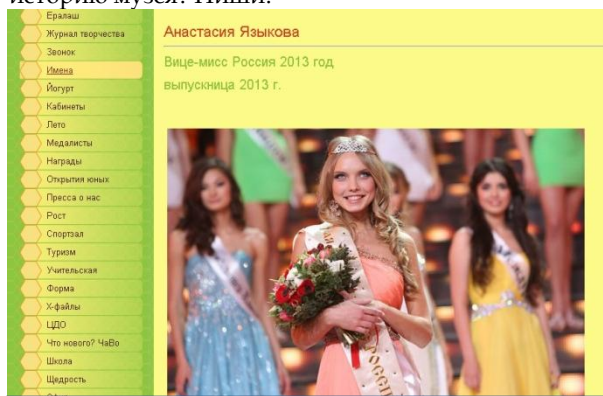 историю музея! Пиши!
Ералаш
Журнал творчества
Звонок
Имена
Йогурт
Кабинеты
Лето
Медалисты
Награды
Открытия юных
Пресса о нас
Рост
Спортзал
Туризм
Учительская
Форма
Х-файлы
ЦДО
Что нового? ЧаВо
Школа
Щедрость
Анастасия Языкова
Вице-мисс Россия 2013 год
выпускница 2013 г.